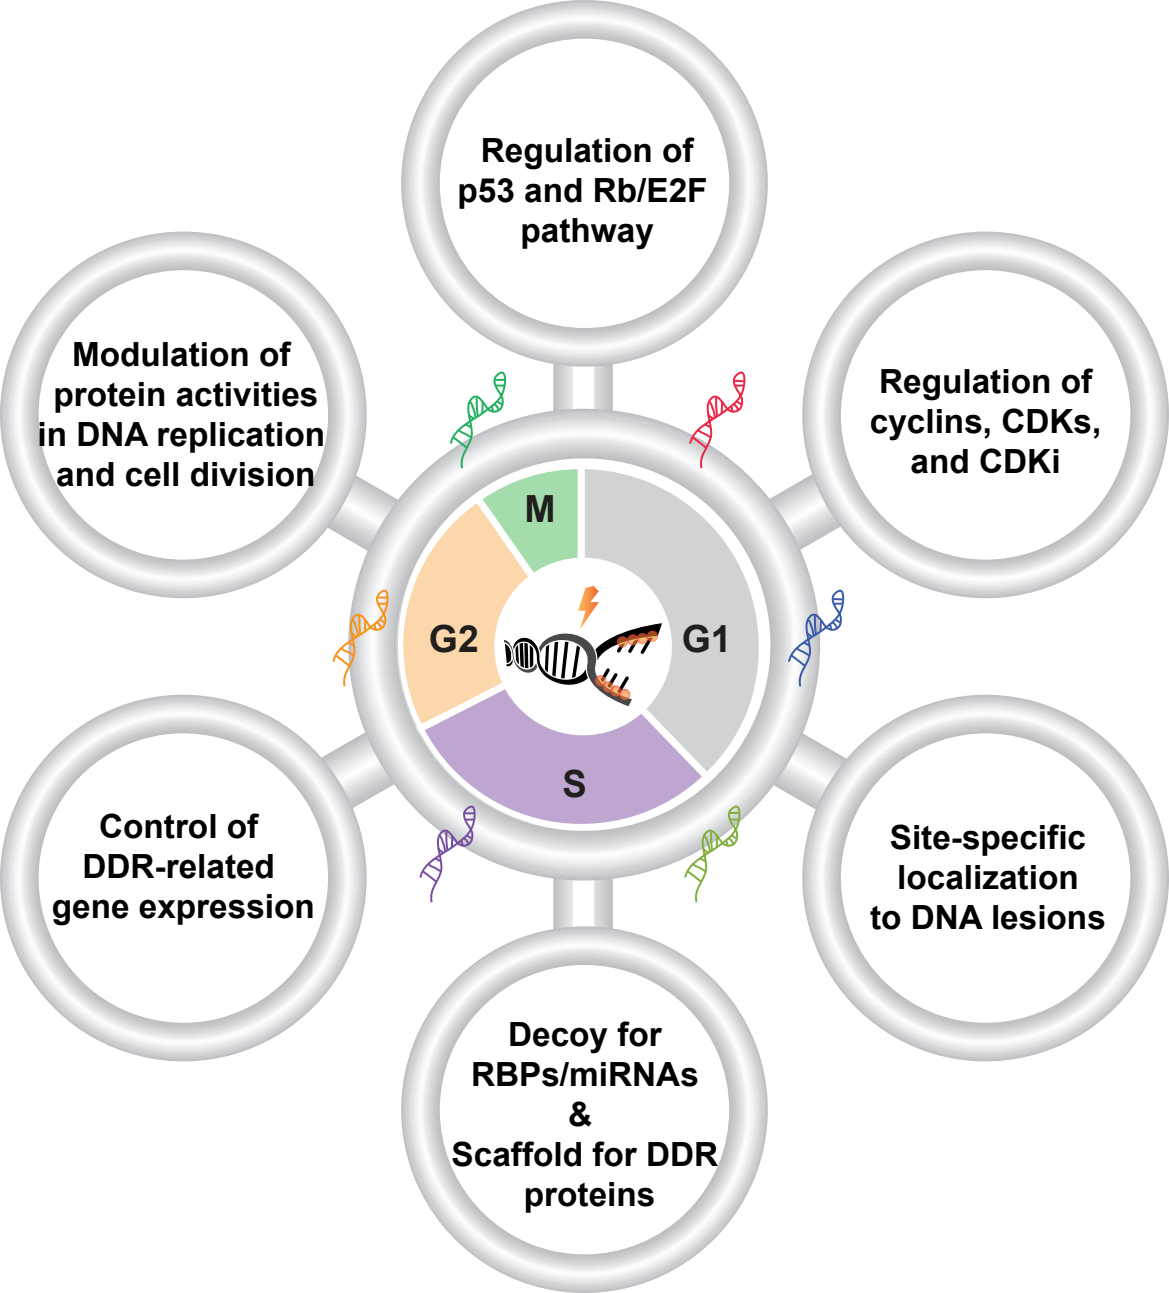 Regulation of
p53 and Rb/E2F
pathway
Modulation of
protein activities
in DNA replication
and cell division
Regulation of
cyclins, CDKs,
and CDKi
M
G2
G1
S
Control of
DDR-related
gene expression
Site-specific
localization
to DNA lesions
Decoy for
RBPs/miRNAs
&
Scaffold for DDR
proteins